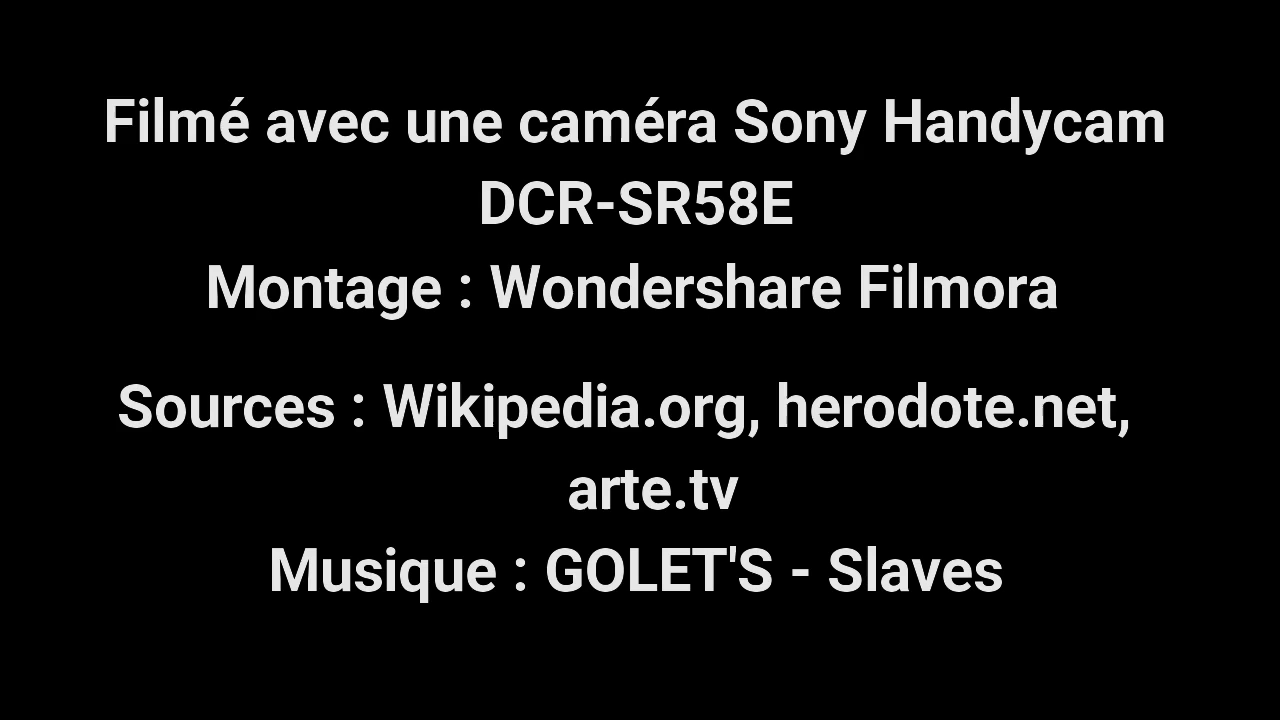 Filmé avec une caméra Sony Handycam
DCR-SR58E
Montage : Wondershare Filmora
Sources : Wikipedia.org, herodote.net,
arte.tv
Musique : GOLET'S - Slaves